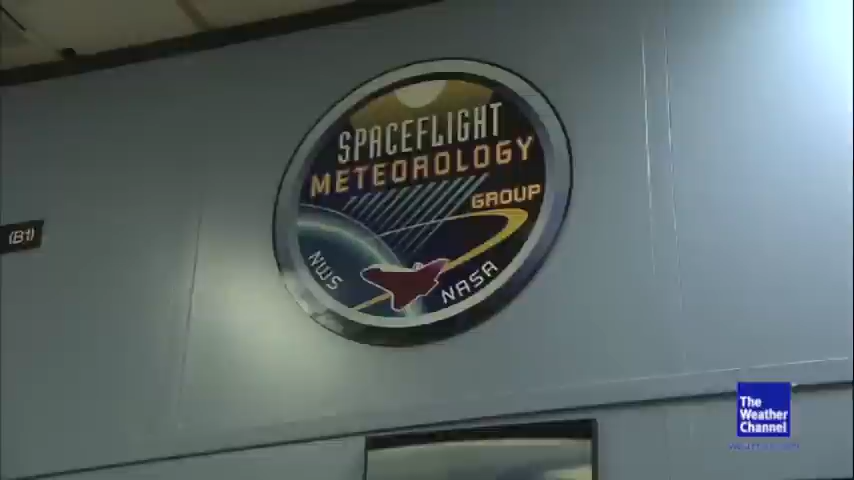 SPACEFLIGHT
METEOROLOGY
GROUP
NWS
NASA
(B1)
The
Weather
Channel